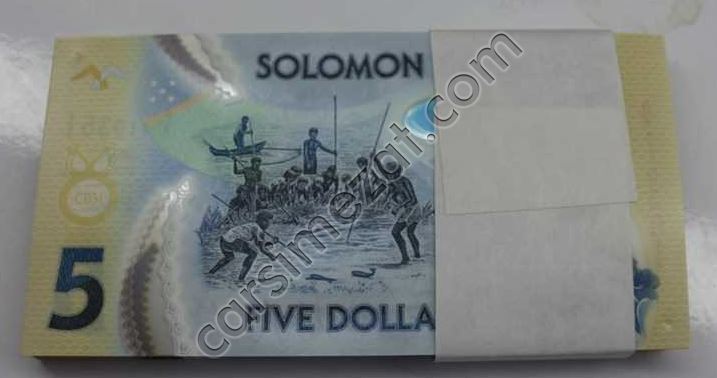 SOLOMON
CBSI
5
FIVE DOLLA
carsimezat.com